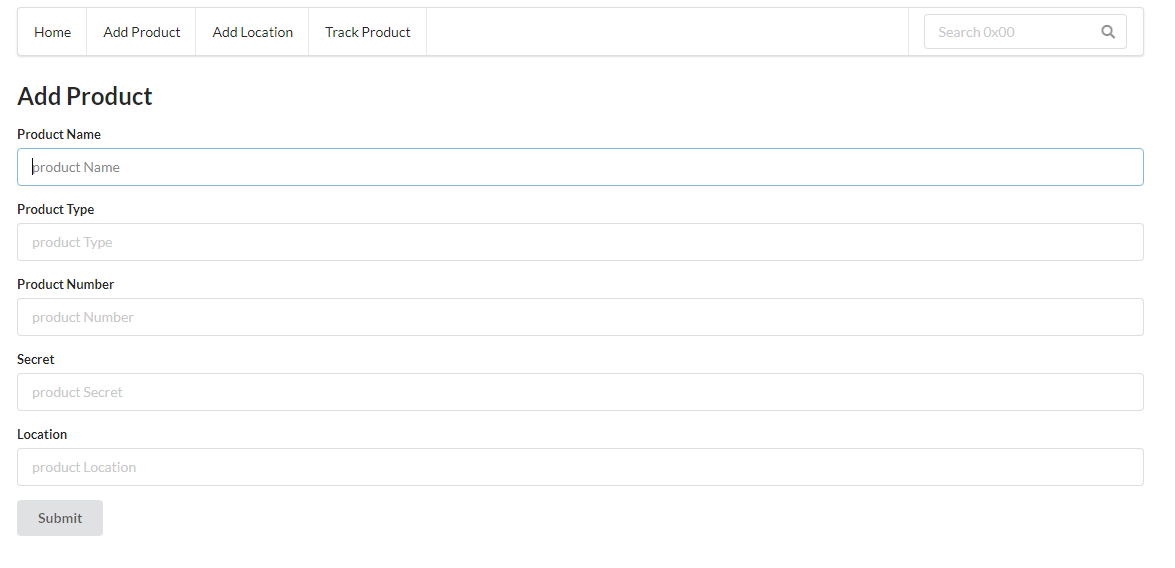 Home Add Product Add Location Track Product Search 0x00
Add Product
Product Name
product Name
Product Type
product Type
Product Number
product Number
Secret
product Secret
Location
product Location
Submit